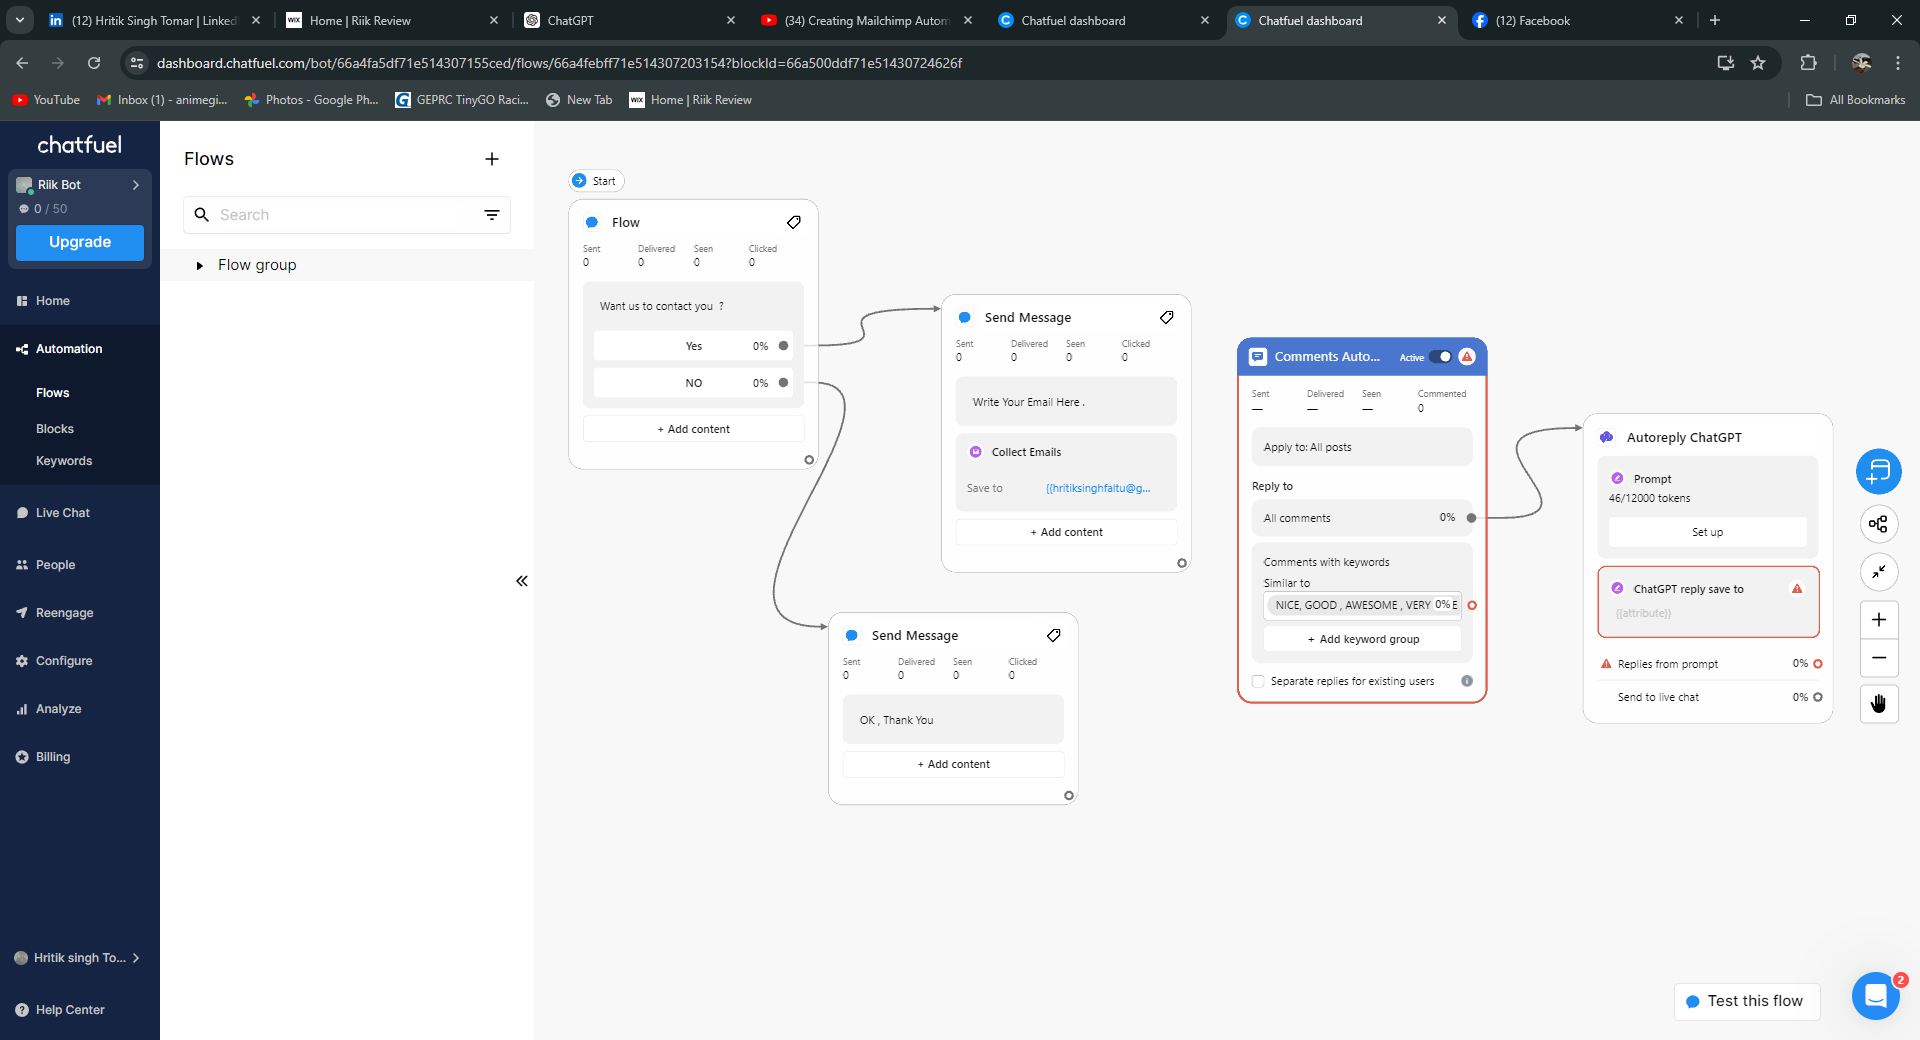 (12) Hritik Singh Tomar | Linked
Home | Riik Review
ChatGPT
(34) Creating Mailchimp Autom
Chatfuel dashboard
Chatfuel dashboard
(12) Facebook
dashboard.chatfuel.com/bot/66a4fa5df71e514307155ced/flows/66a4febff71e514307203154?blockId=66a500ddf71e51430724626f
YouTube
Inbox (1) - animegi...
Photos - Google Ph...
GEPRC TinyGO Raci...
New Tab
Home | Riik Review
All Bookmarks
chatfuel
Riik Bot
0 / 50
Upgrade
Home
Automation
Flows
Blocks
Keywords
Live Chat
People
Reengage
Configure
Analyze
Billing
Hritik singh To...
Help Center
Flows
Search
Flow group
Start
Flow
Sent Delivered Seen Clicked
0 0 0 0
Want us to contact you ?
Yes 0%
NO 0%
+ Add content
Send Message
Sent Delivered Seen Clicked
0 0 0 0
Write Your Email Here .
Collect Emails
Save to {{hritiksinghfaltu@g...
+ Add content
Send Message
Sent Delivered Seen Clicked
0 0 0 0
OK , Thank You
+ Add content
Comments Auto... Active
Sent Delivered Seen Commented
— — — 0
Apply to: All posts
Reply to
All comments 0%
Comments with keywords
Similar to
NICE, GOOD , AWESOME , VERY 0% E
+ Add keyword group
Separate replies for existing users
Autoreply ChatGPT
Prompt
46/12000 tokens
Set up
ChatGPT reply save to
{{attribute}}
Replies from prompt 0%
Send to live chat 0%
Test this flow
2